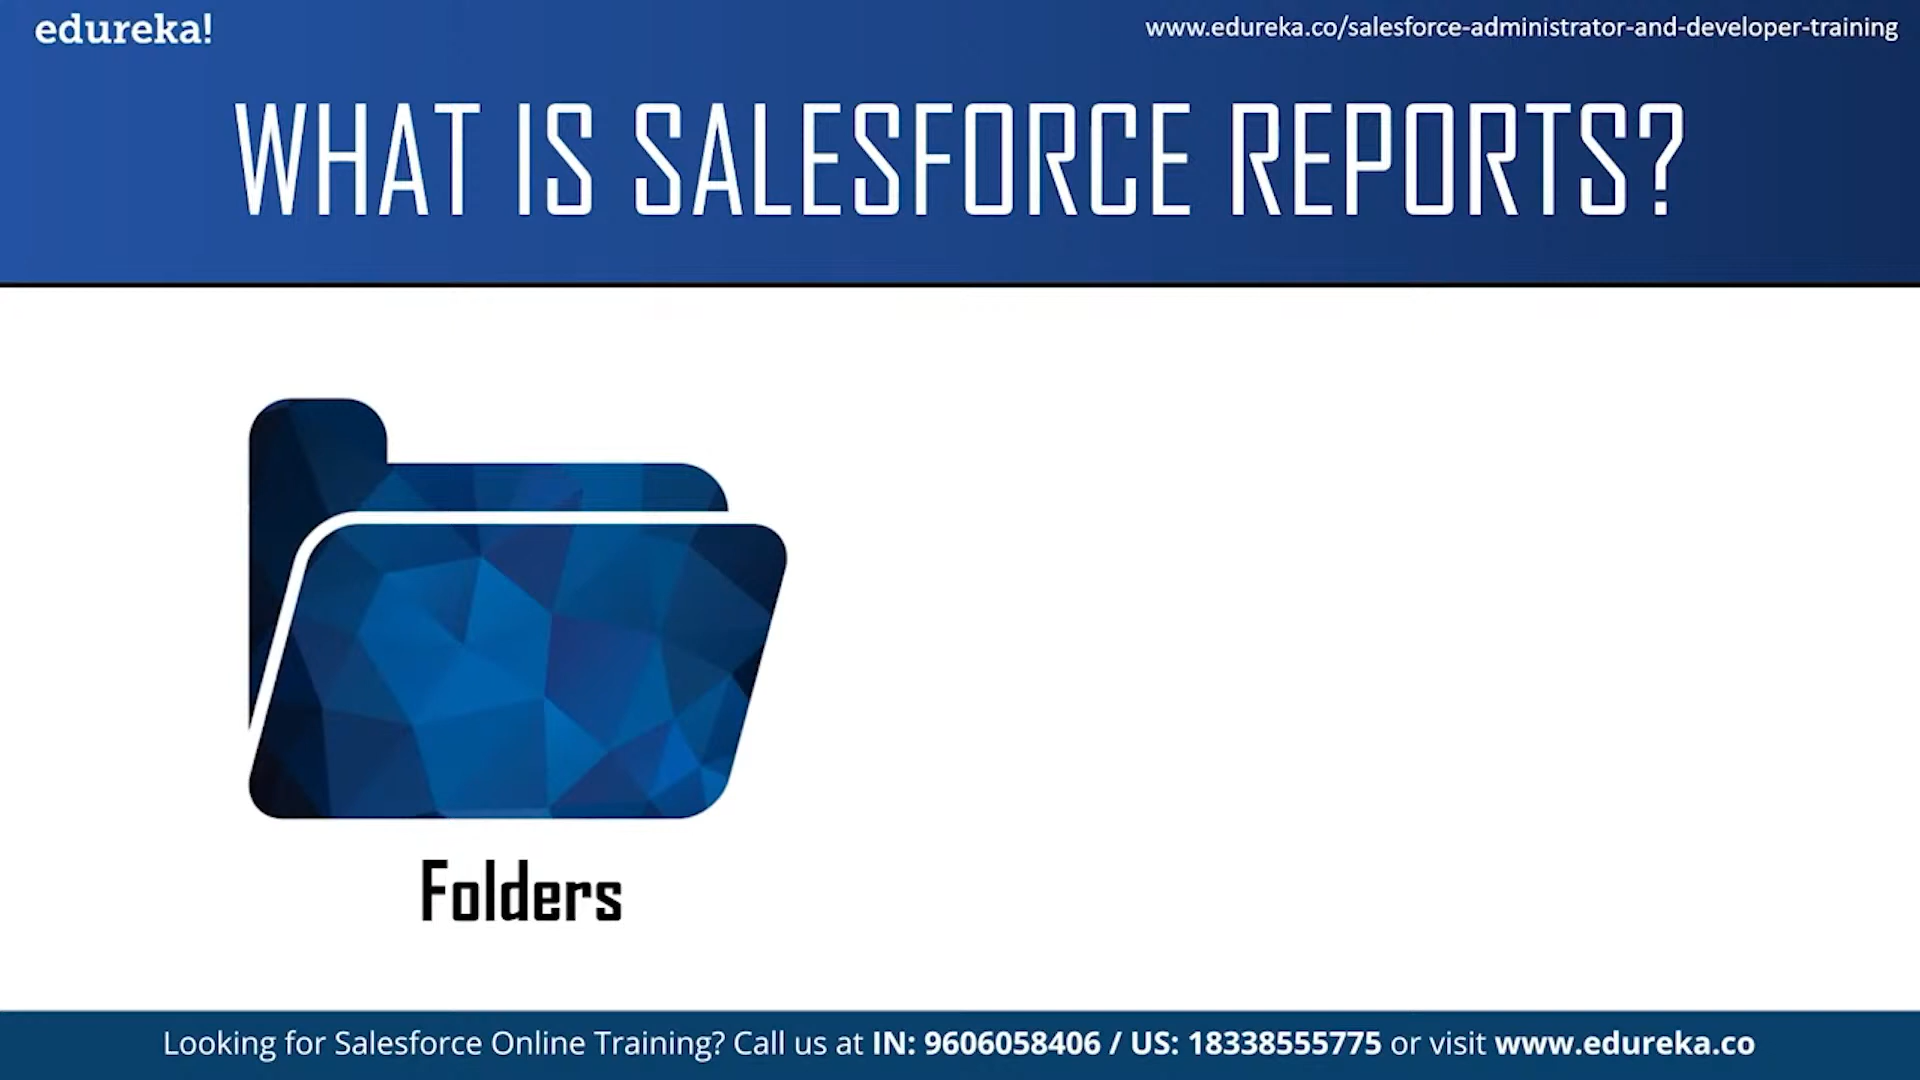 edureka!
www.edureka.co/salesforce-administrator-and-developer-training
WHAT IS SALESFORCE REPORTS?
Folders
Looking for Salesforce Online Training? Call us at IN: 9606058406 / US: 18338555775 or visit www.edureka.co